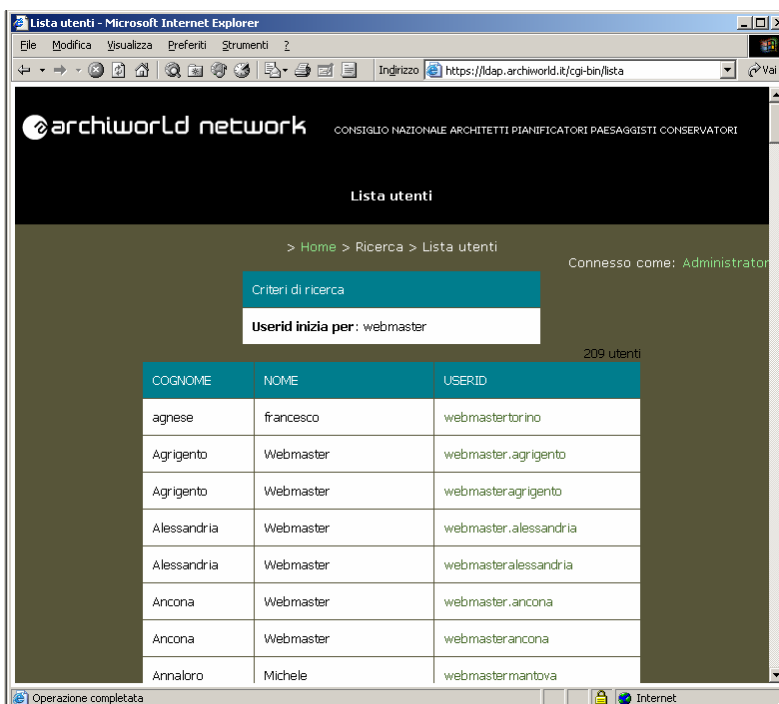 Lista utenti - Microsoft Internet Explorer
File Modifica Visualizza Preferiti Strumenti ?
Indirizzo https://ldap.archiworld.it/cgi-bin/lista Vai
archiworld network CONSIGLIO NAZIONALE ARCHITETTI PIANIFICATORI PAESAGGISTI CONSERVATORI
Lista utenti
> Home > Ricerca > Lista utenti
Connesso come: Administrator
Criteri di ricerca
Userid inizia per: webmaster
209 utenti
COGNOME NOME USERID
agnese francesco webmastertorino
Agrigento Webmaster webmaster.agrigento
Agrigento Webmaster webmasteragrigento
Alessandria Webmaster webmaster.alessandria
Alessandria Webmaster webmasteralessandria
Ancona Webmaster webmaster.ancona
Ancona Webmaster webmasterancona
Annaloro Michele webmastermantova
Operazione completata Internet